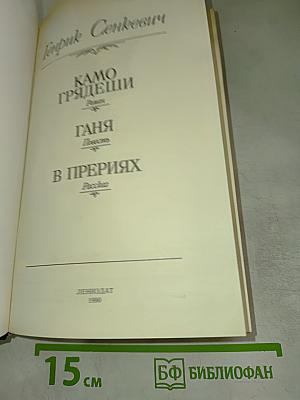 Генрик Сенкевич
КАМО
ГРЯДЕШИ
Роман
ГАНЯ
Повесть
В ПРЕРИЯХ
Рассказ
ЛЕНИЗДАТ
1990
15 см
БФ БИБЛИОФАН